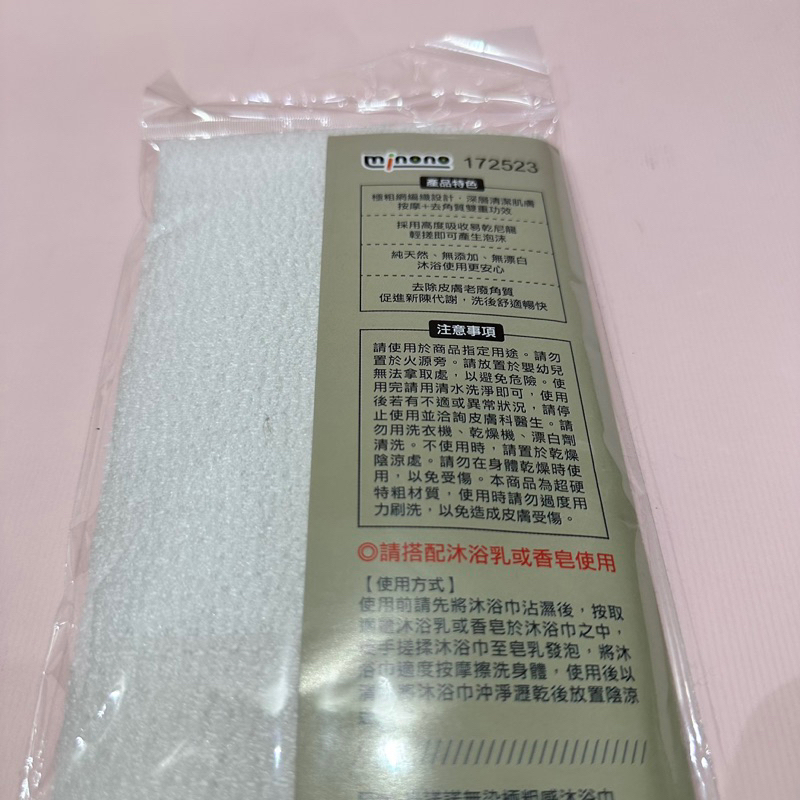 minono 172523
產品特色
極粗網編織設計，深層清潔肌膚
按摩+去角質雙重功效
採用高度吸收易乾尼龍
輕搓即可產生泡沫
純天然、無添加、無漂白
沐浴使用更安心
去除皮膚老廢角質
促進新陳代謝，洗後舒適暢快
注意事項
請使用於商品指定用途。請勿
置於火源旁。請放置於嬰幼兒
無法拿取處，以避免危險。使
用完請用清水洗淨即可，使用
後若有不適或異常狀況，請停
止使用並洽詢皮膚科醫生。請
勿用洗衣機、乾燥機、漂白劑
清洗。不使用時，請置於乾燥
陰涼處。請勿在身體乾燥時使
用，以免受傷。本商品為超硬
特粗材質，使用時請勿過度用
力刷洗，以免造成皮膚受傷。
◎請搭配沐浴乳或香皂使用
【使用方式】
使用前請先將沐浴巾沾濕後，按取
沐浴乳或香皂於沐浴巾之中，
手搓揉沐浴巾至皂乳發泡，將沐
浴巾適度按摩擦洗身體，使用後以
將沐浴巾沖淨瀝乾後放置陰涼
無染極粗感沐浴巾